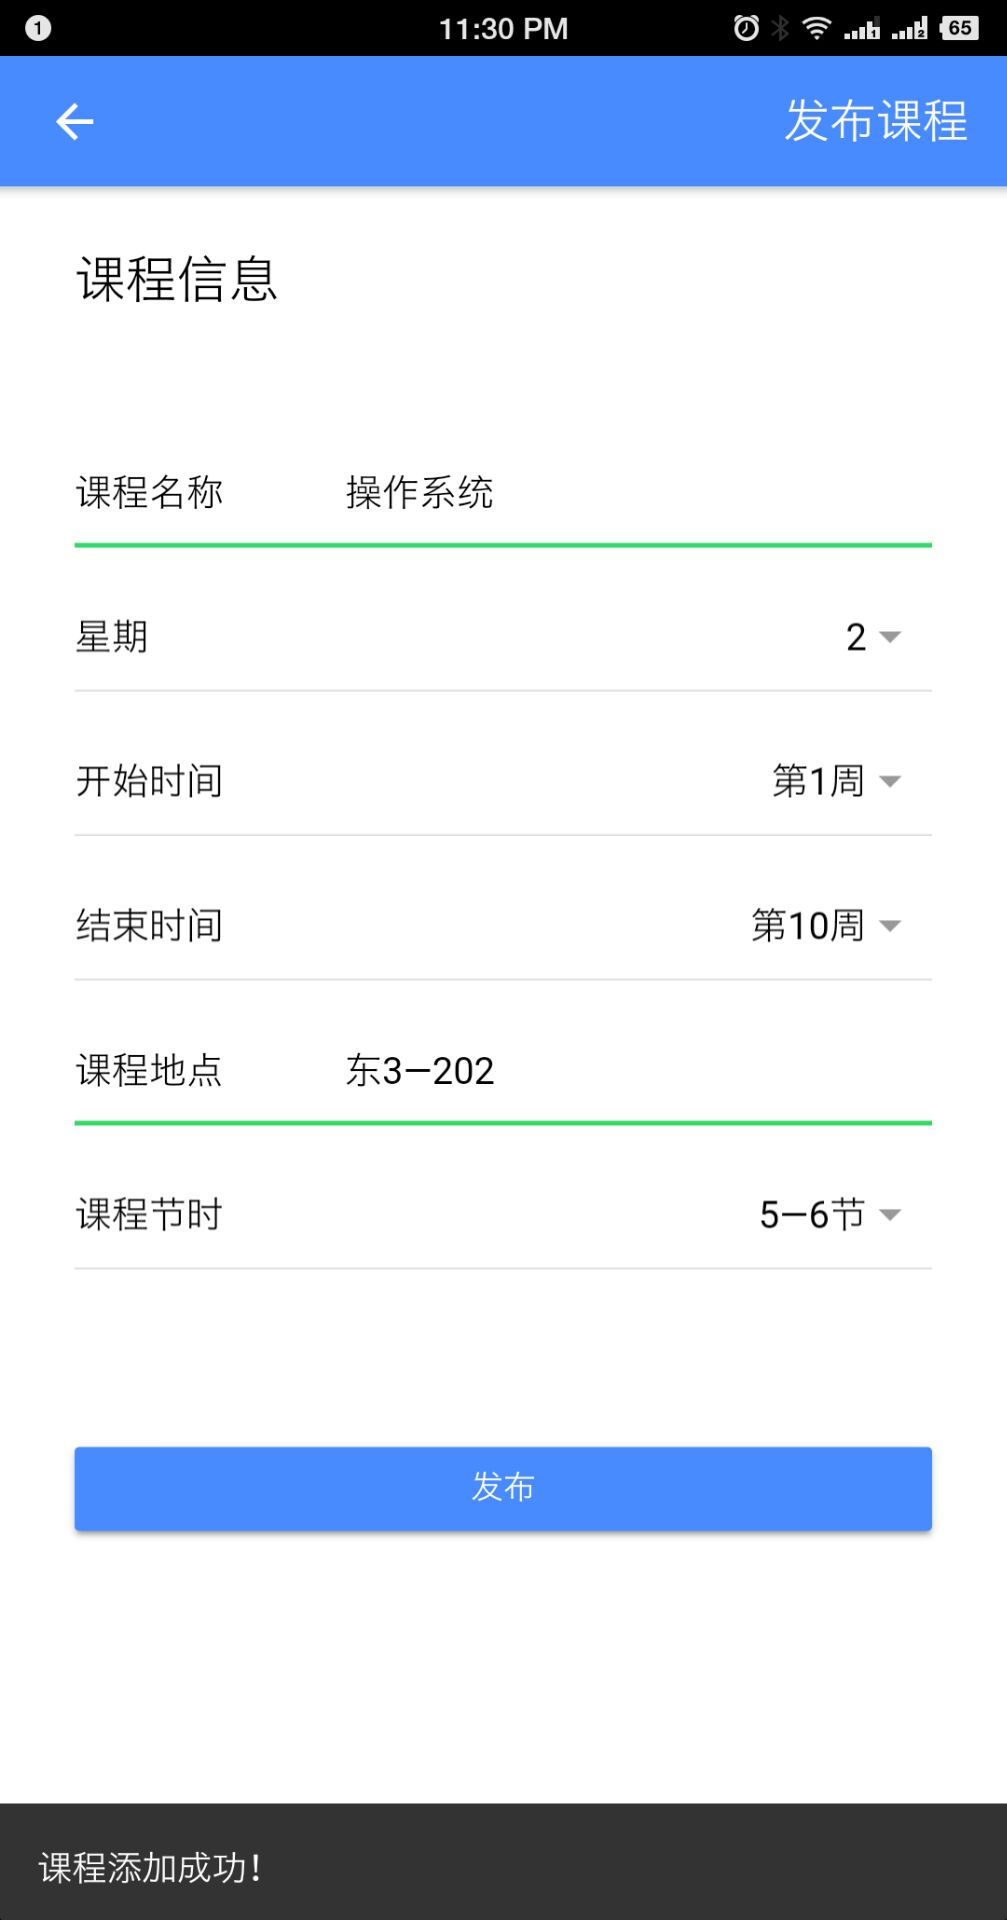 1 11:30 PM 1 2 65
发布课程
课程信息
课程名称 操作系统
星期 2
开始时间 第1周
结束时间 第10周
课程地点 东3—202
课程节时 5—6节
发布
课程添加成功!